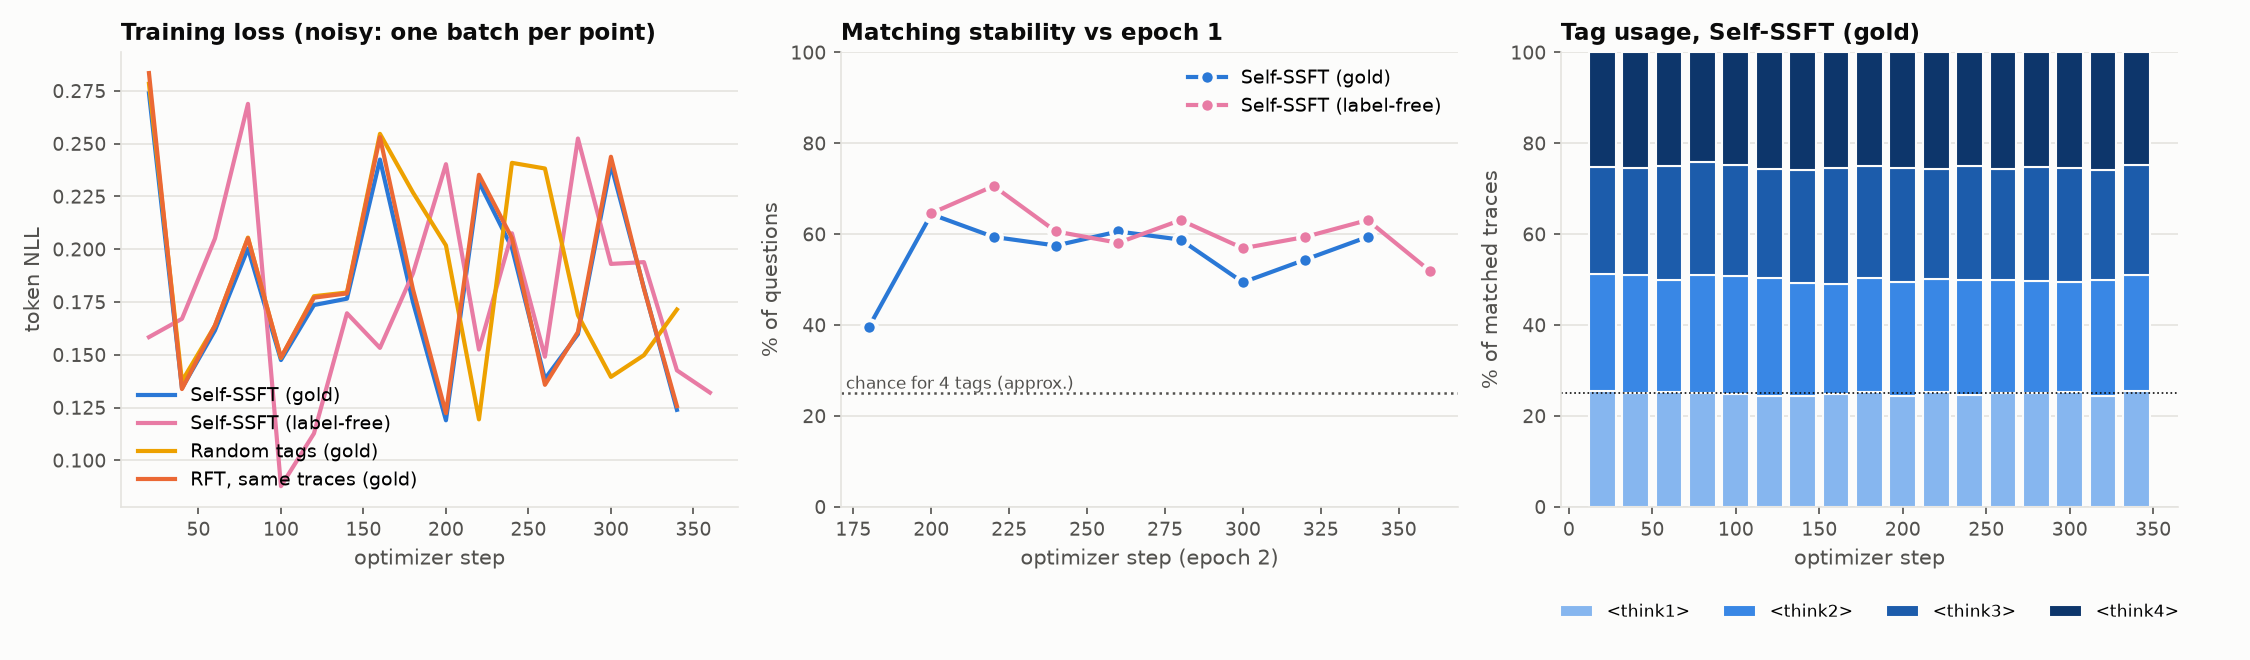 Training loss (noisy: one batch per point)
0.275
0.250
0.225
0.200
0.175
0.150
0.125
0.100
token NLL
Self-SSFT (gold)
Self-SSFT (label-free)
Random tags (gold)
RFT, same traces (gold)
50 100 150 200 250 300 350
optimizer step
Matching stability vs epoch 1
100
80
60
40
20
0
% of questions
Self-SSFT (gold)
Self-SSFT (label-free)
chance for 4 tags (approx.)
175 200 225 250 275 300 325 350
optimizer step (epoch 2)
Tag usage, Self-SSFT (gold)
100
80
60
40
20
0
% of matched traces
0 50 100 150 200 250 300 350
optimizer step
<think1> <think2> <think3> <think4>